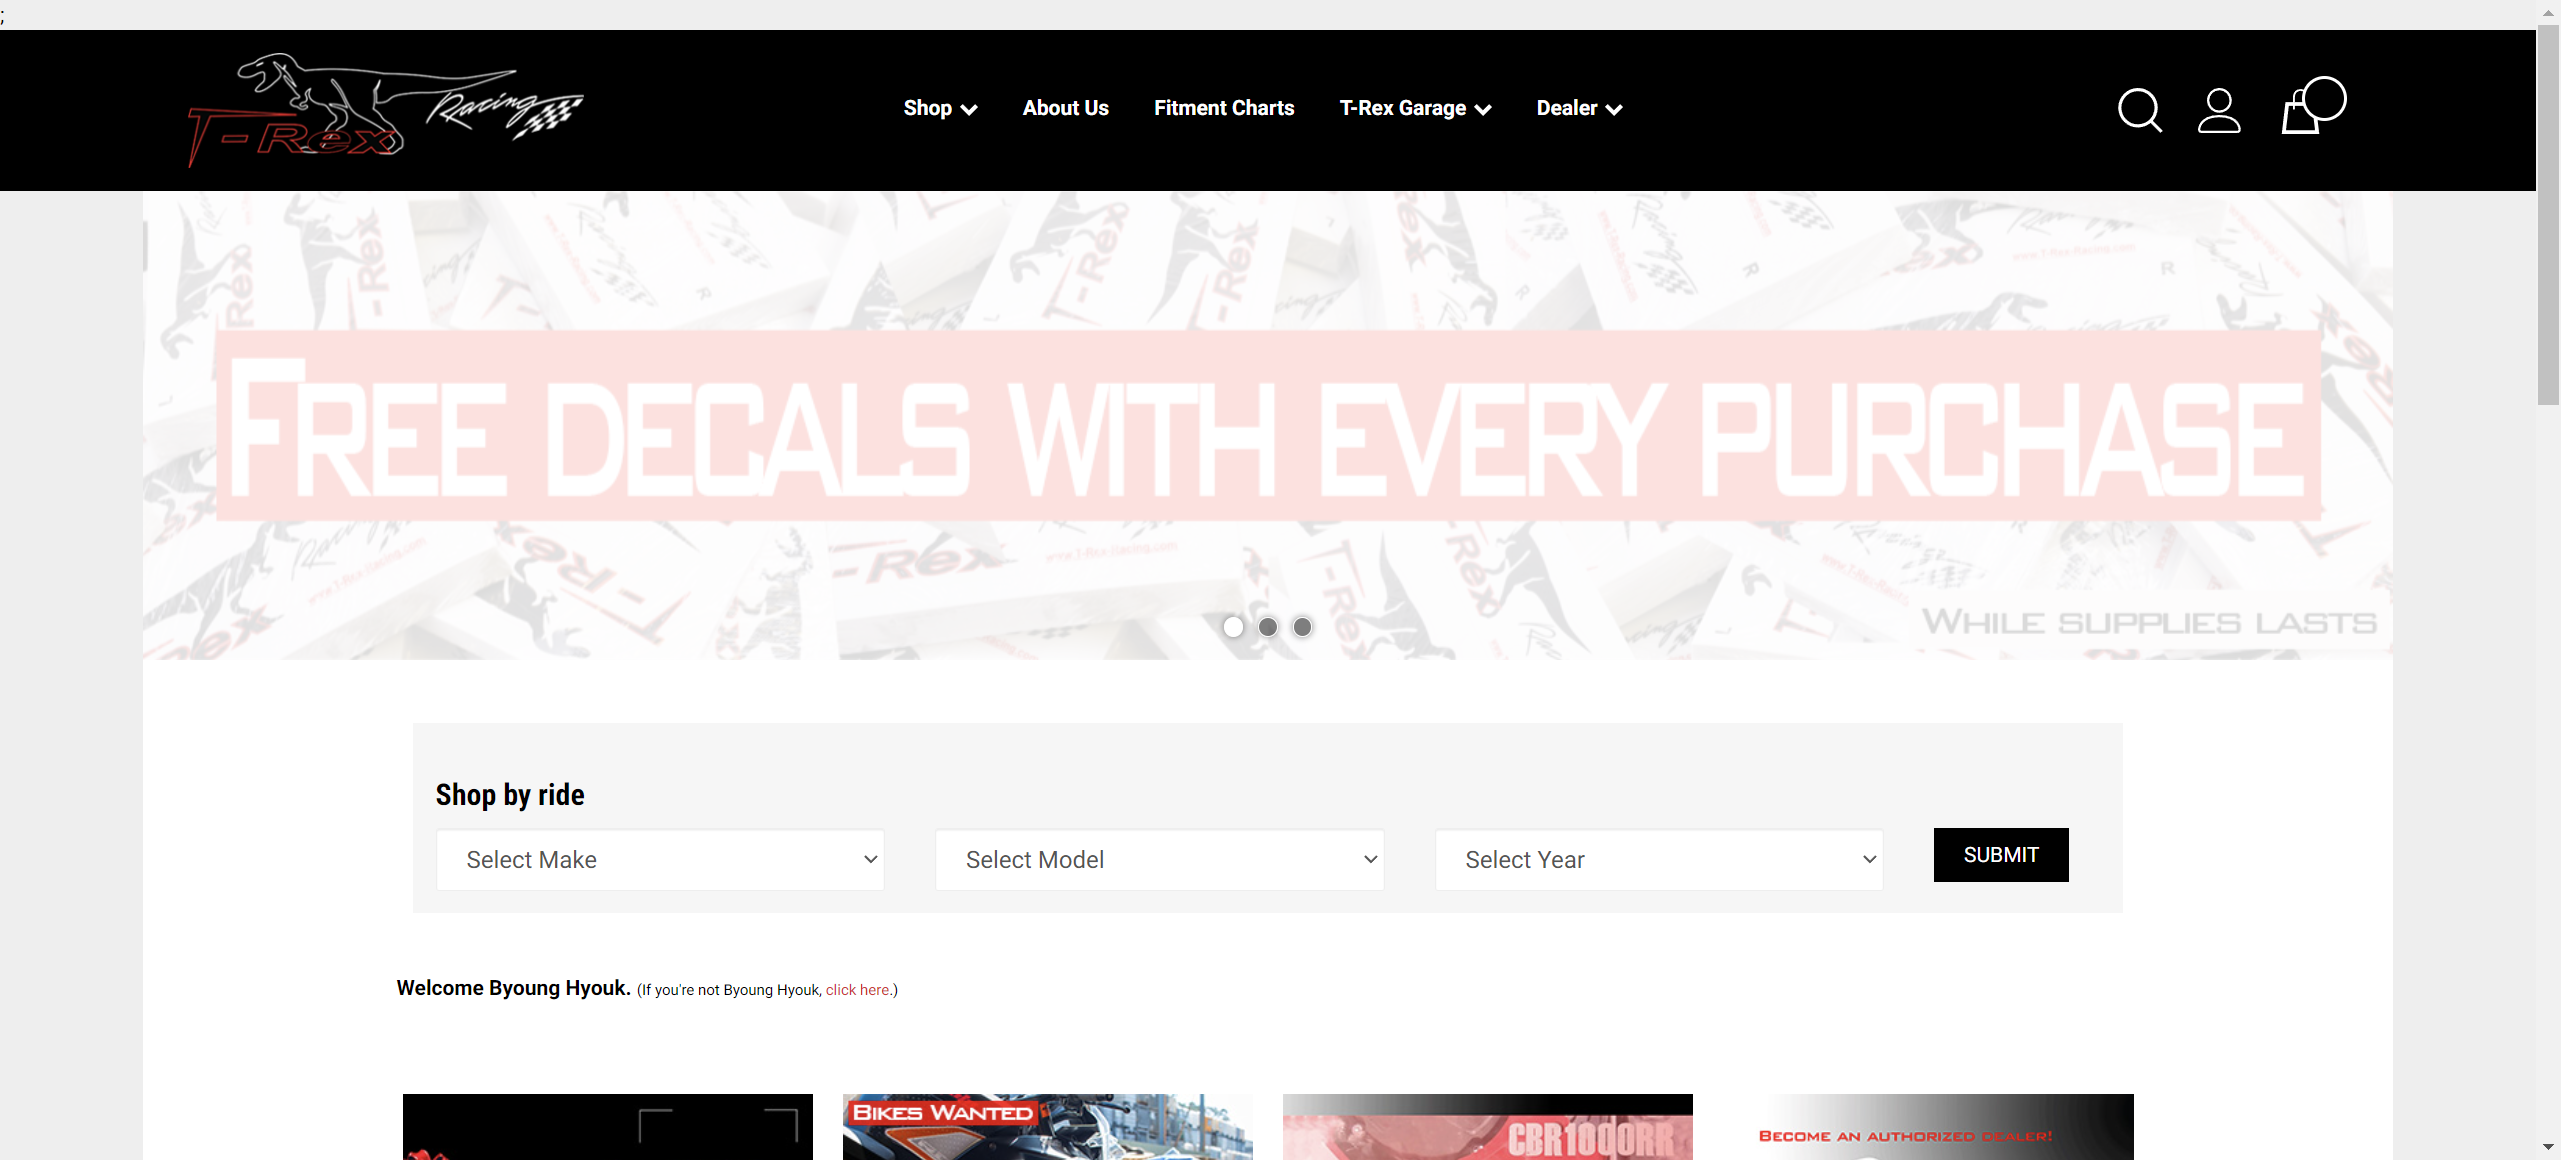 ;
T-Rex Racing
Shop
About Us
Fitment Charts
T-Rex Garage
Dealer
FREE DECALS WITH EVERY PURCHASE
WHILE SUPPLIES LASTS
Shop by ride
Select Make
Select Model
Select Year
SUBMIT
Welcome Byoung Hyouk. (If you're not Byoung Hyouk, click here.)
BIKES WANTED
CBR1000RR
BECOME AN AUTHORIZED DEALER!